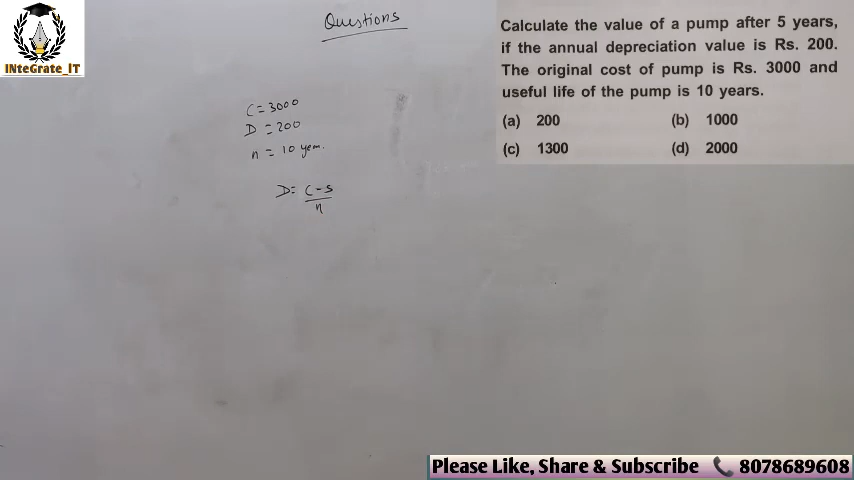 INteGrate_IT
Questions
Calculate the value of a pump after 5 years,
if the annual depreciation value is Rs. 200.
The original cost of pump is Rs. 3000 and
useful life of the pump is 10 years.
(a) 200 (b) 1000
(c) 1300 (d) 2000
C = 3000
D = 200
n = 10 year.
D = C - S
n
Please Like, Share & Subscribe 📞 8078689608